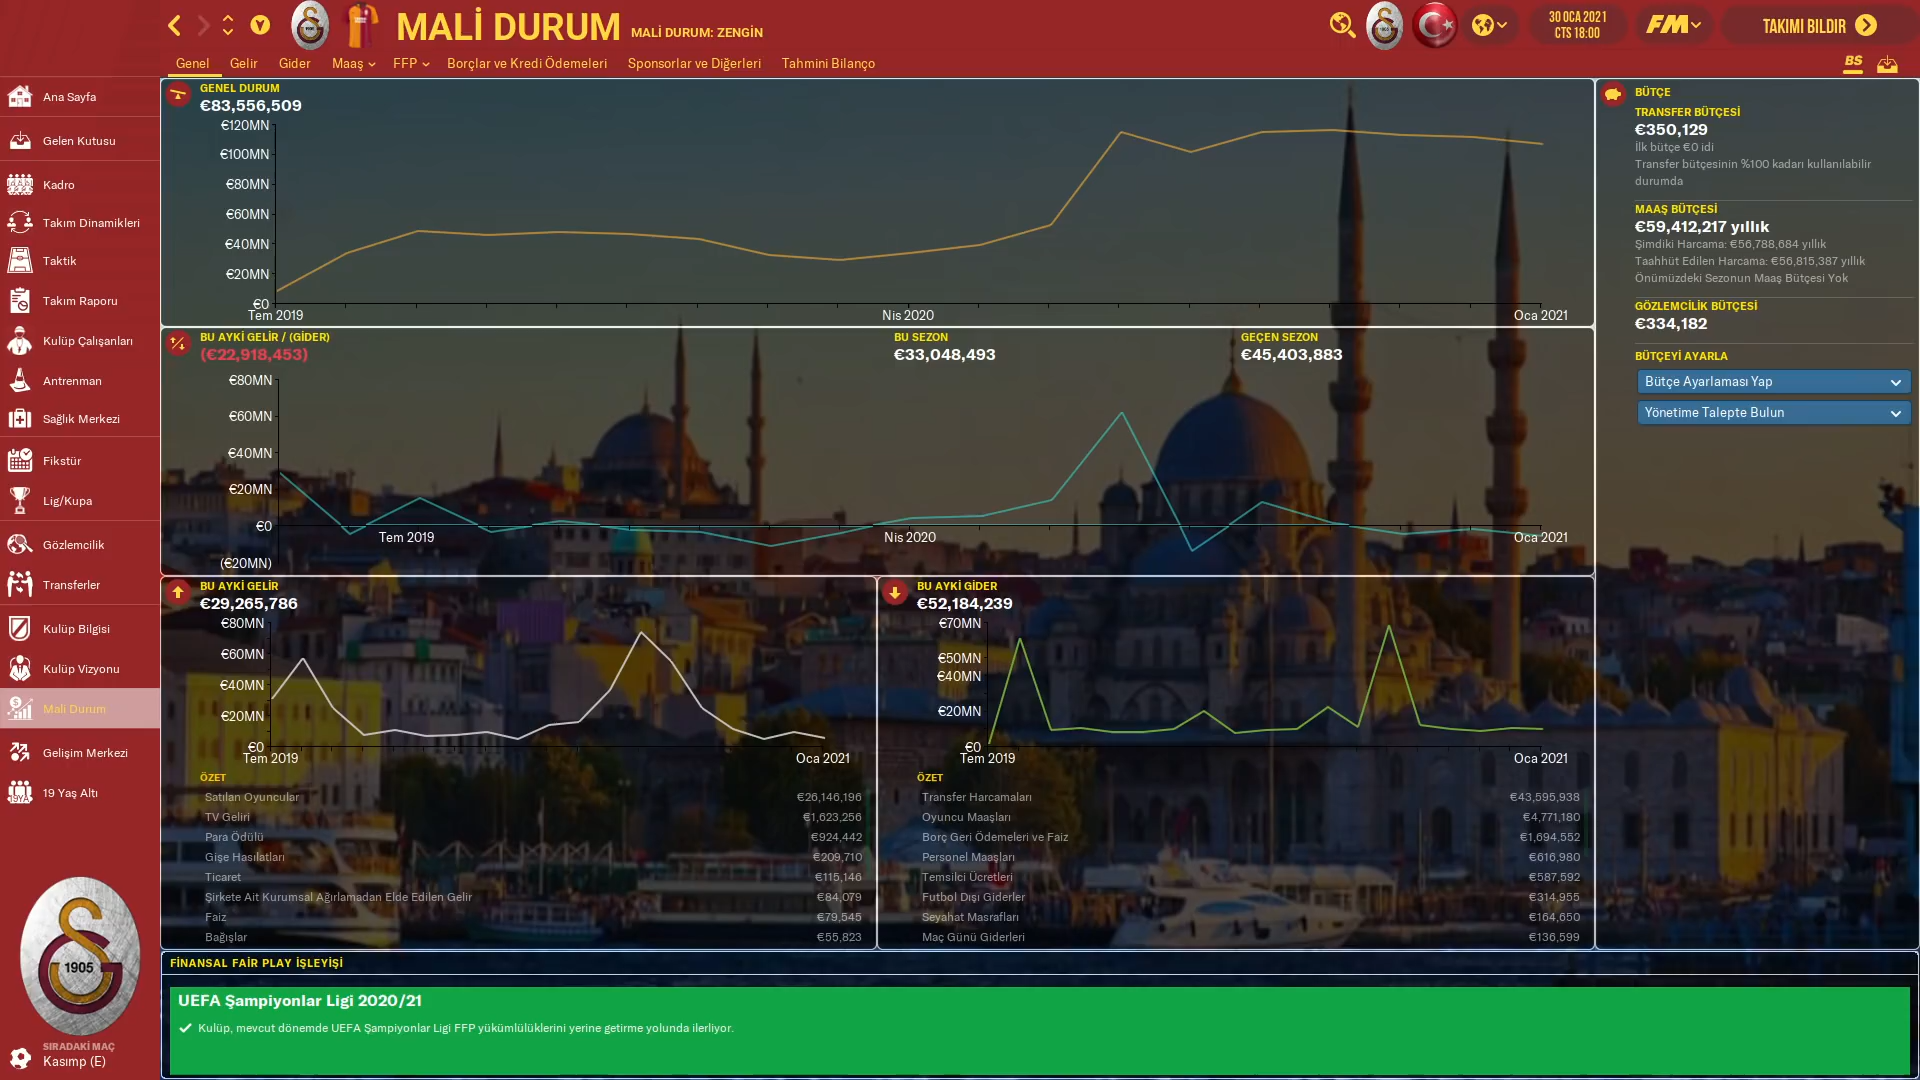 MALİ DURUM
MALİ DURUM: ZENGİN
30 OCA 2021
CTS 18:00
FM
TAKIMI BILDIR
Genel
Gelir
Gider
Maaş
FFP
Borçlar ve Kredi Ödemeleri
Sponsorlar ve Diğerleri
Tahmini Bilanço
BS
Ana Sayfa
Gelen Kutusu
Kadro
Takım Dinamikleri
Taktik
Takım Raporu
Kulüp Çalışanları
Antrenman
Sağlık Merkezi
Fikstür
Lig/Kupa
Gözlemcilik
Transferler
Kulüp Bilgisi
Kulüp Vizyonu
Mali Durum
Gelişim Merkezi
19 Yaş Altı
1905
SIRADAKİ MAÇ
Kasımp (E)
GENEL DURUM
€83,556,509
€120MN
€100MN
€80MN
€60MN
€40MN
€20MN
€0
Tem 2019
Nis 2020
Oca 2021
BU AYKİ GELİR / (GİDER)
(€22,918,453)
BU SEZON
€33,048,493
GEÇEN SEZON
€45,403,883
€80MN
€60MN
€40MN
€20MN
€0
(€20MN)
Tem 2019
Nis 2020
Oca 2021
BU AYKİ GELİR
€29,265,786
€80MN
€60MN
€40MN
€20MN
€0
Tem 2019
Oca 2021
ÖZET
Satılan Oyuncular €26,146,196
TV Geliri €1,623,256
Para Ödülü €924,442
Gişe Hasılatları €209,710
Ticaret €115,146
Şirkete Ait Kurumsal Ağırlamadan Elde Edilen Gelir €84,079
Faiz €79,545
Bağışlar €55,823
BU AYKİ GİDER
€52,184,239
€70MN
€50MN
€40MN
€20MN
€0
Tem 2019
Oca 2021
ÖZET
Transfer Harcamaları €43,595,938
Oyuncu Maaşları €4,771,180
Borç Geri Ödemeleri ve Faiz €1,694,552
Personel Maaşları €616,980
Temsilci Ücretleri €587,592
Futbol Dışı Giderler €314,955
Seyahat Masrafları €164,650
Maç Günü Giderleri €136,599
BÜTÇE
TRANSFER BÜTÇESİ
€350,129
İlk bütçe €0 idi
Transfer bütçesinin %100 kadarı kullanılabilir
durumda
MAAŞ BÜTÇESİ
€59,412,217 yıllık
Şimdiki Harcama: €56,788,684 yıllık
Taahhüt Edilen Harcama: €56,815,387 yıllık
Önümüzdeki Sezonun Maaş Bütçesi Yok
GÖZLEMCİLİK BÜTÇESİ
€334,182
BÜTÇEYİ AYARLA
Bütçe Ayarlaması Yap
Yönetime Talepte Bulun
FİNANSAL FAİR PLAY İŞLEYİŞİ
UEFA Şampiyonlar Ligi 2020/21
Kulüp, mevcut dönemde UEFA Şampiyonlar Ligi FFP yükümlülüklerini yerine getirme yolunda ilerliyor.